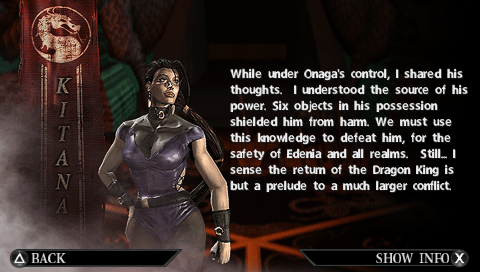 KITANA
While under Onaga's control, I shared his
thoughts. I understood the source of his
power. Six objects in his possession
shielded him from harm. We must use
this knowledge to defeat him, for the
safety of Edenia and all realms. Still... I
sense the return of the Dragon King is
but a prelude to a much larger conflict.
BACK
SHOW INFO X